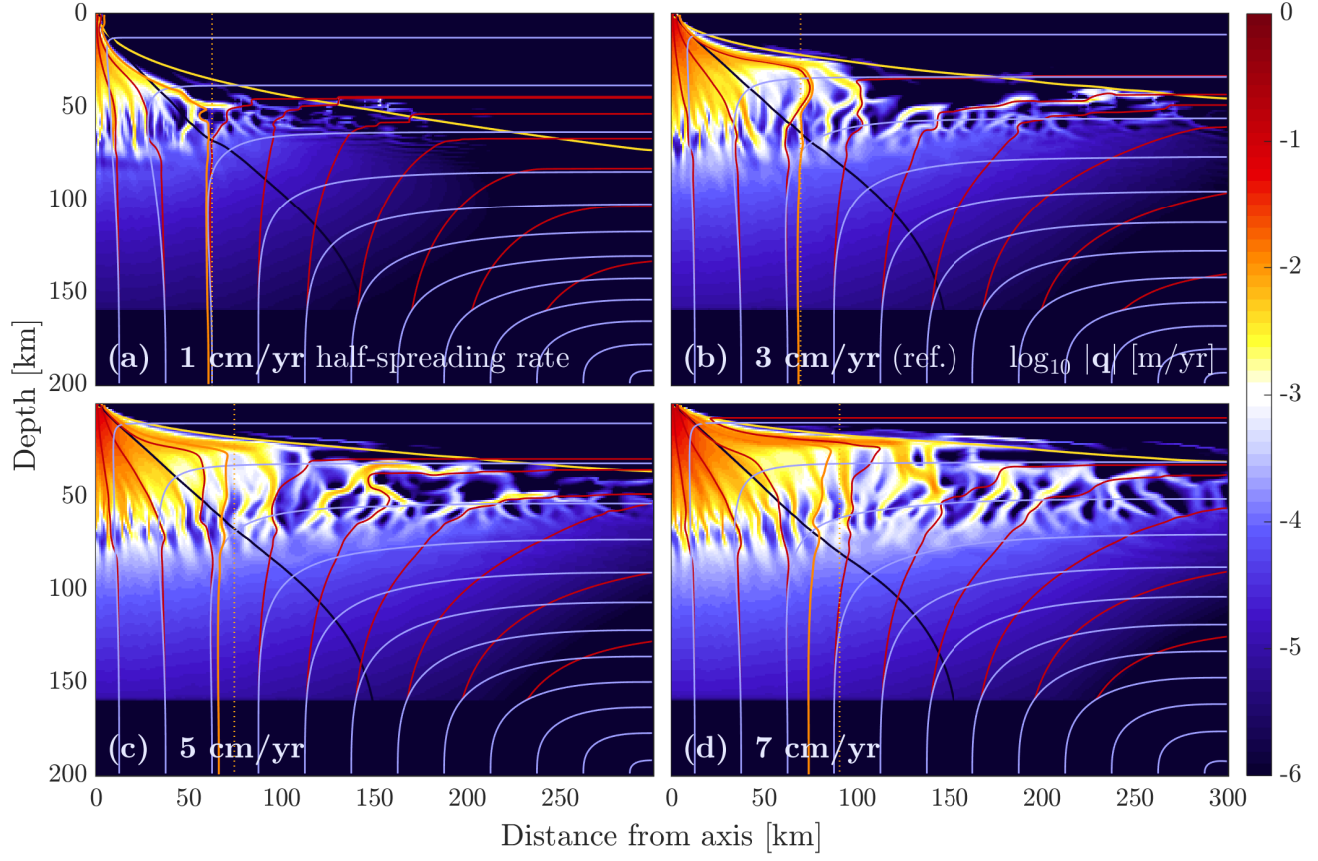 0
50
100
150
200
Depth [km]
(a) 1 cm/yr half-spreading rate
(b) 3 cm/yr (ref.) log₁₀ |q| [m/yr]
0
50
100
150
200
(c) 5 cm/yr
(d) 7 cm/yr
0 50 100 150 200 250
0 50 100 150 200 250 300
Distance from axis [km]
0
-1
-2
-3
-4
-5
-6